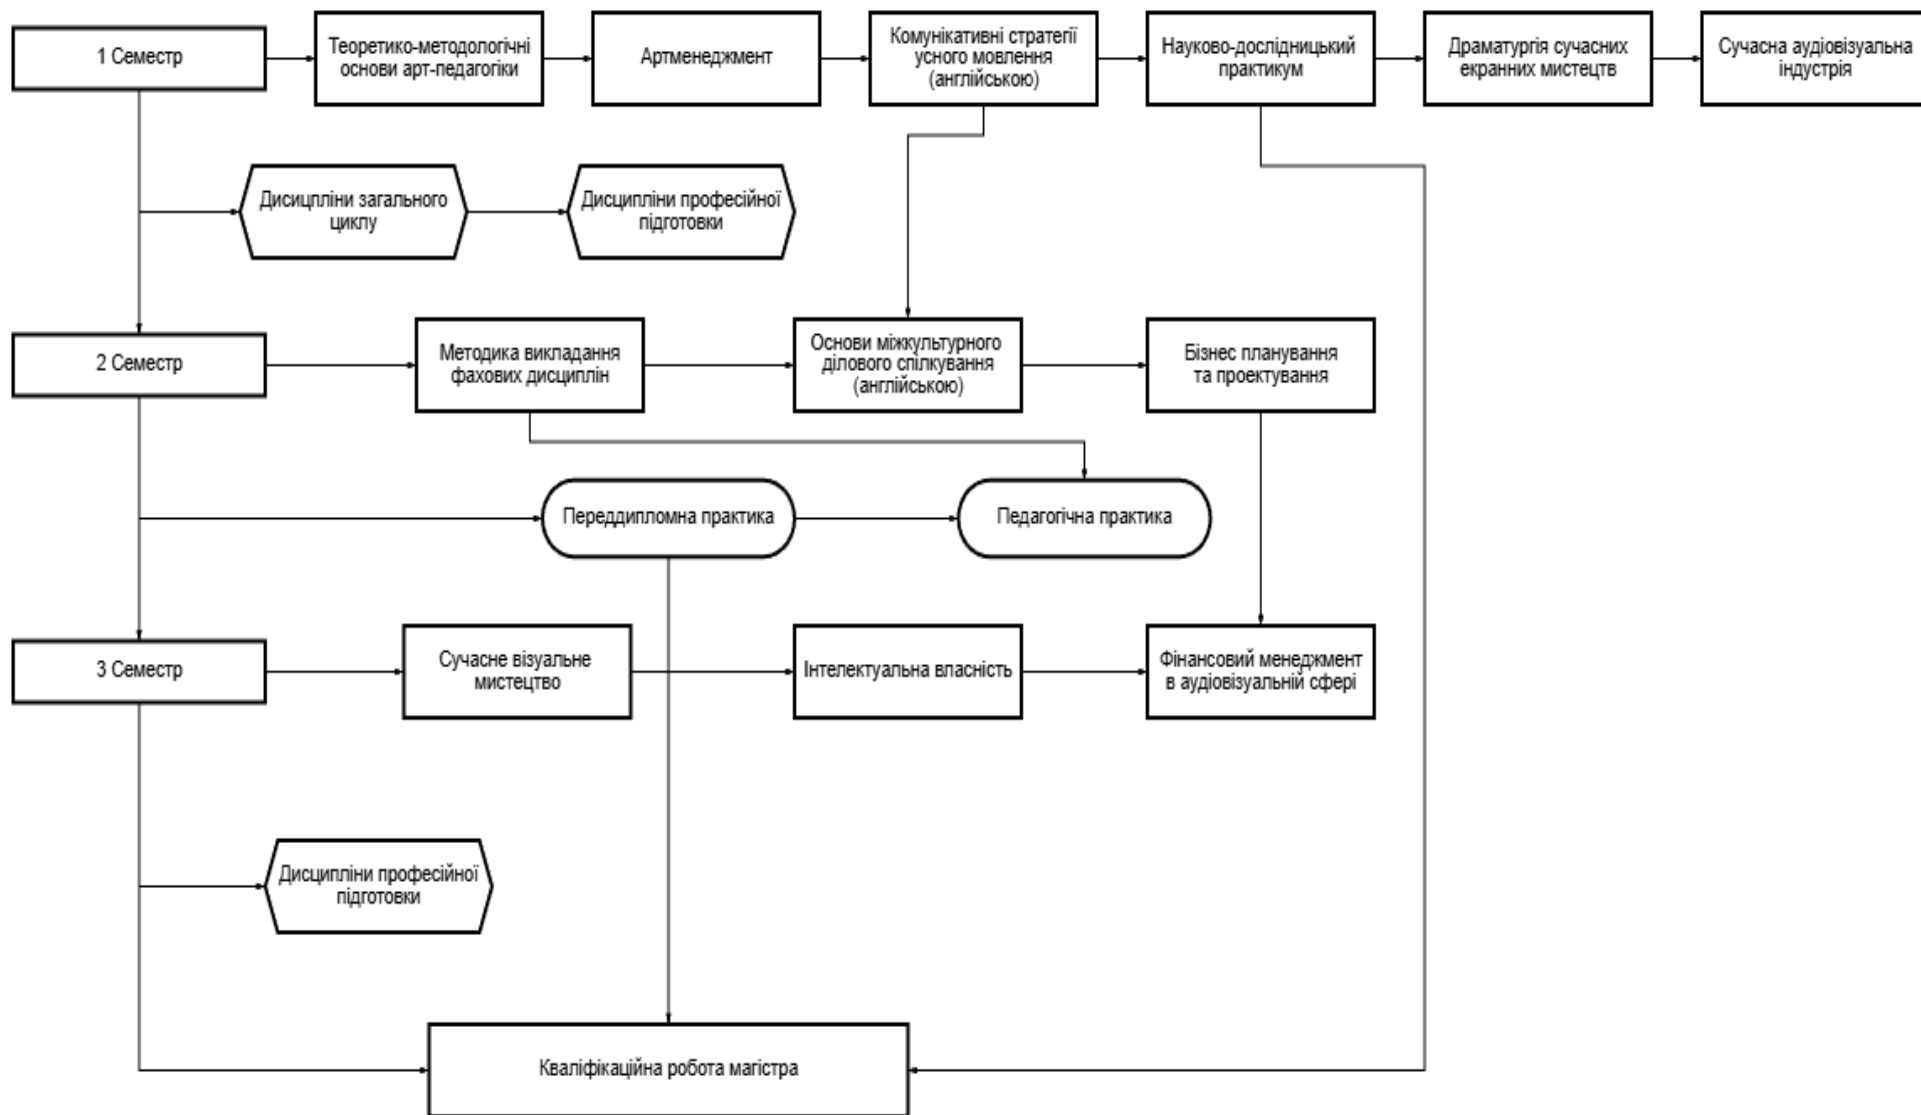 1 Семестр
Теоретико-методологічні
основи арт-педагогіки
Артменеджмент
Комунікативні стратегії
усного мовлення
(англійською)
Науково-дослідницький
практикум
Драматургія сучасних
екранних мистецтв
Сучасна аудіовізуальна
індустрія
Дисицпліни загального
циклу
Дисципліни професійної
підготовки
2 Семестр
Методика викладання
фахових дисциплін
Основи міжкультурного
ділового спілкування
(англійською)
Бізнес планування
та проектування
Переддипломна практика
Педагогічна практика
3 Семестр
Сучасне візуальне
мистецтво
Інтелектуальна власність
Фінансовий менеджмент
в аудіовізуальній сфері
Дисципліни професійної
підготовки
Кваліфікаційна робота магістра